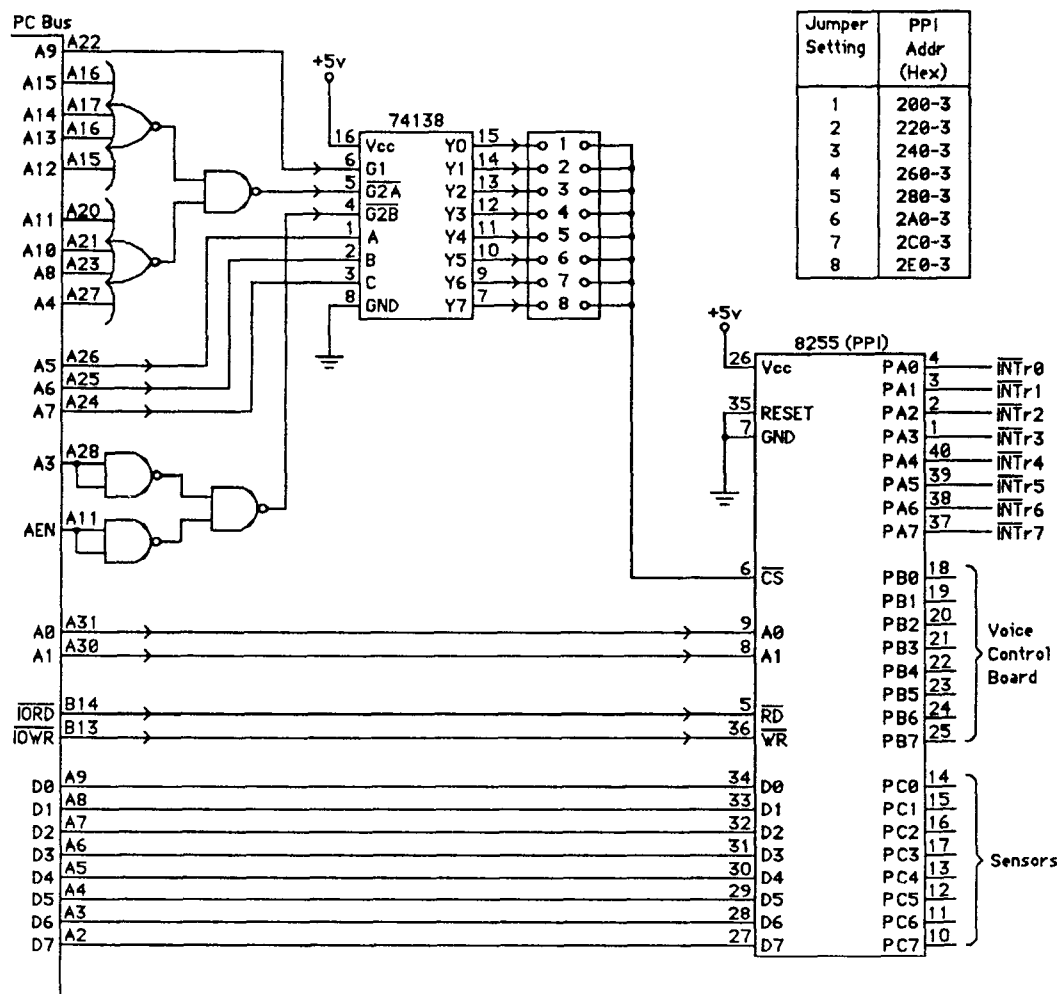 PC Bus
A9 A22
A15 A16
A14 A17
A13 A16
A12 A15
A11 A20
A10 A21
A8 A23
A4 A27
A5 A26
A6 A25
A7 A24
A3 A28
AEN A11
A0 A31
A1 A30
IORD B14
IOWR B13
D0 A9
D1 A8
D2 A7
D3 A6
D4 A5
D5 A4
D6 A3
D7 A2
+5v
74138
16 Vcc Y0 15
6 G1 Y1 14
5 G2A Y2 13
4 G2B Y3 12
1 A Y4 11
2 B Y5 10
3 C Y6 9
8 GND Y7 7
1
2
3
4
5
6
7
8
Jumper Setting PPI Addr (Hex)
1 200-3
2 220-3
3 240-3
4 260-3
5 280-3
6 2A0-3
7 2C0-3
8 2E0-3
+5v
8255 (PPI)
26 Vcc
35 RESET
7 GND
6 CS
9 A0
8 A1
5 RD
36 WR
34 D0
33 D1
32 D2
31 D3
30 D4
29 D5
28 D6
27 D7
PA0 4 INTr0
PA1 3 INTr1
PA2 2 INTr2
PA3 1 INTr3
PA4 40 INTr4
PA5 39 INTr5
PA6 38 INTr6
PA7 37 INTr7
PB0 18
PB1 19
PB2 20
PB3 21
PB4 22
PB5 23
PB6 24
PB7 25
Voice
Control
Board
PC0 14
PC1 15
PC2 16
PC3 17
PC4 13
PC5 12
PC6 11
PC7 10
Sensors